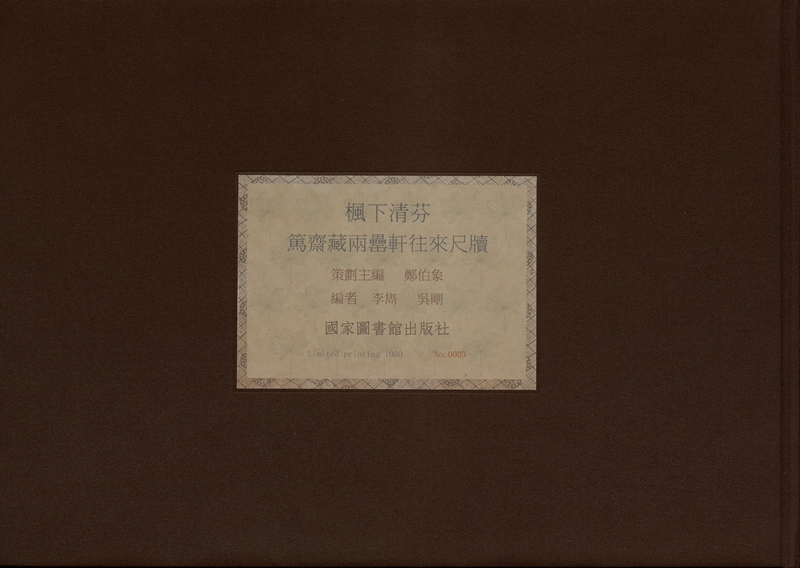 楓下清芬
篤齋藏兩罍軒往來尺牘
策劃主編 鄭伯象
編者 李雋 吳剛
國家圖書館出版社
Limited printing 1000 No.0003